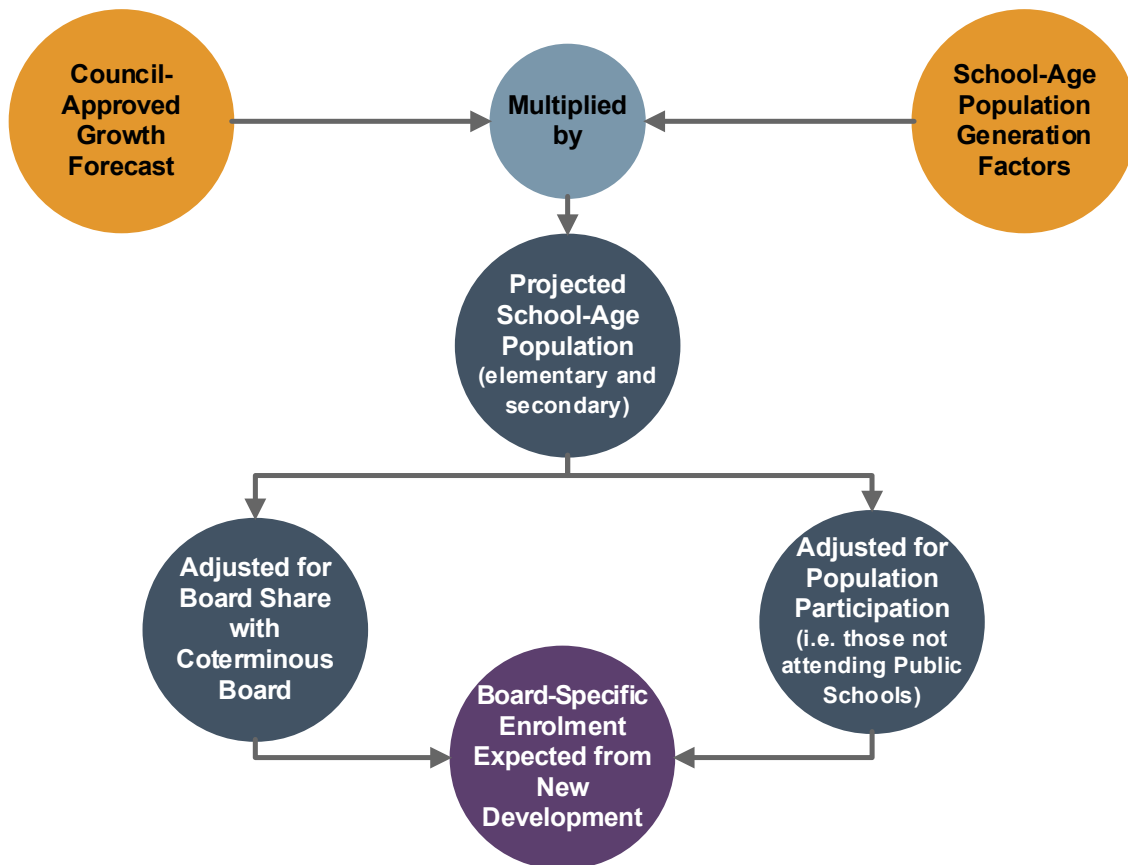 Council-
Approved
Growth
Forecast
Multiplied
by
School-Age
Population
Generation
Factors
Projected
School-Age
Population
(elementary and
secondary)
Adjusted for
Board Share
with
Coterminous
Board
Adjusted for
Population
Participation
(i.e. those not
attending Public
Schools)
Board-Specific
Enrolment
Expected from
New
Development